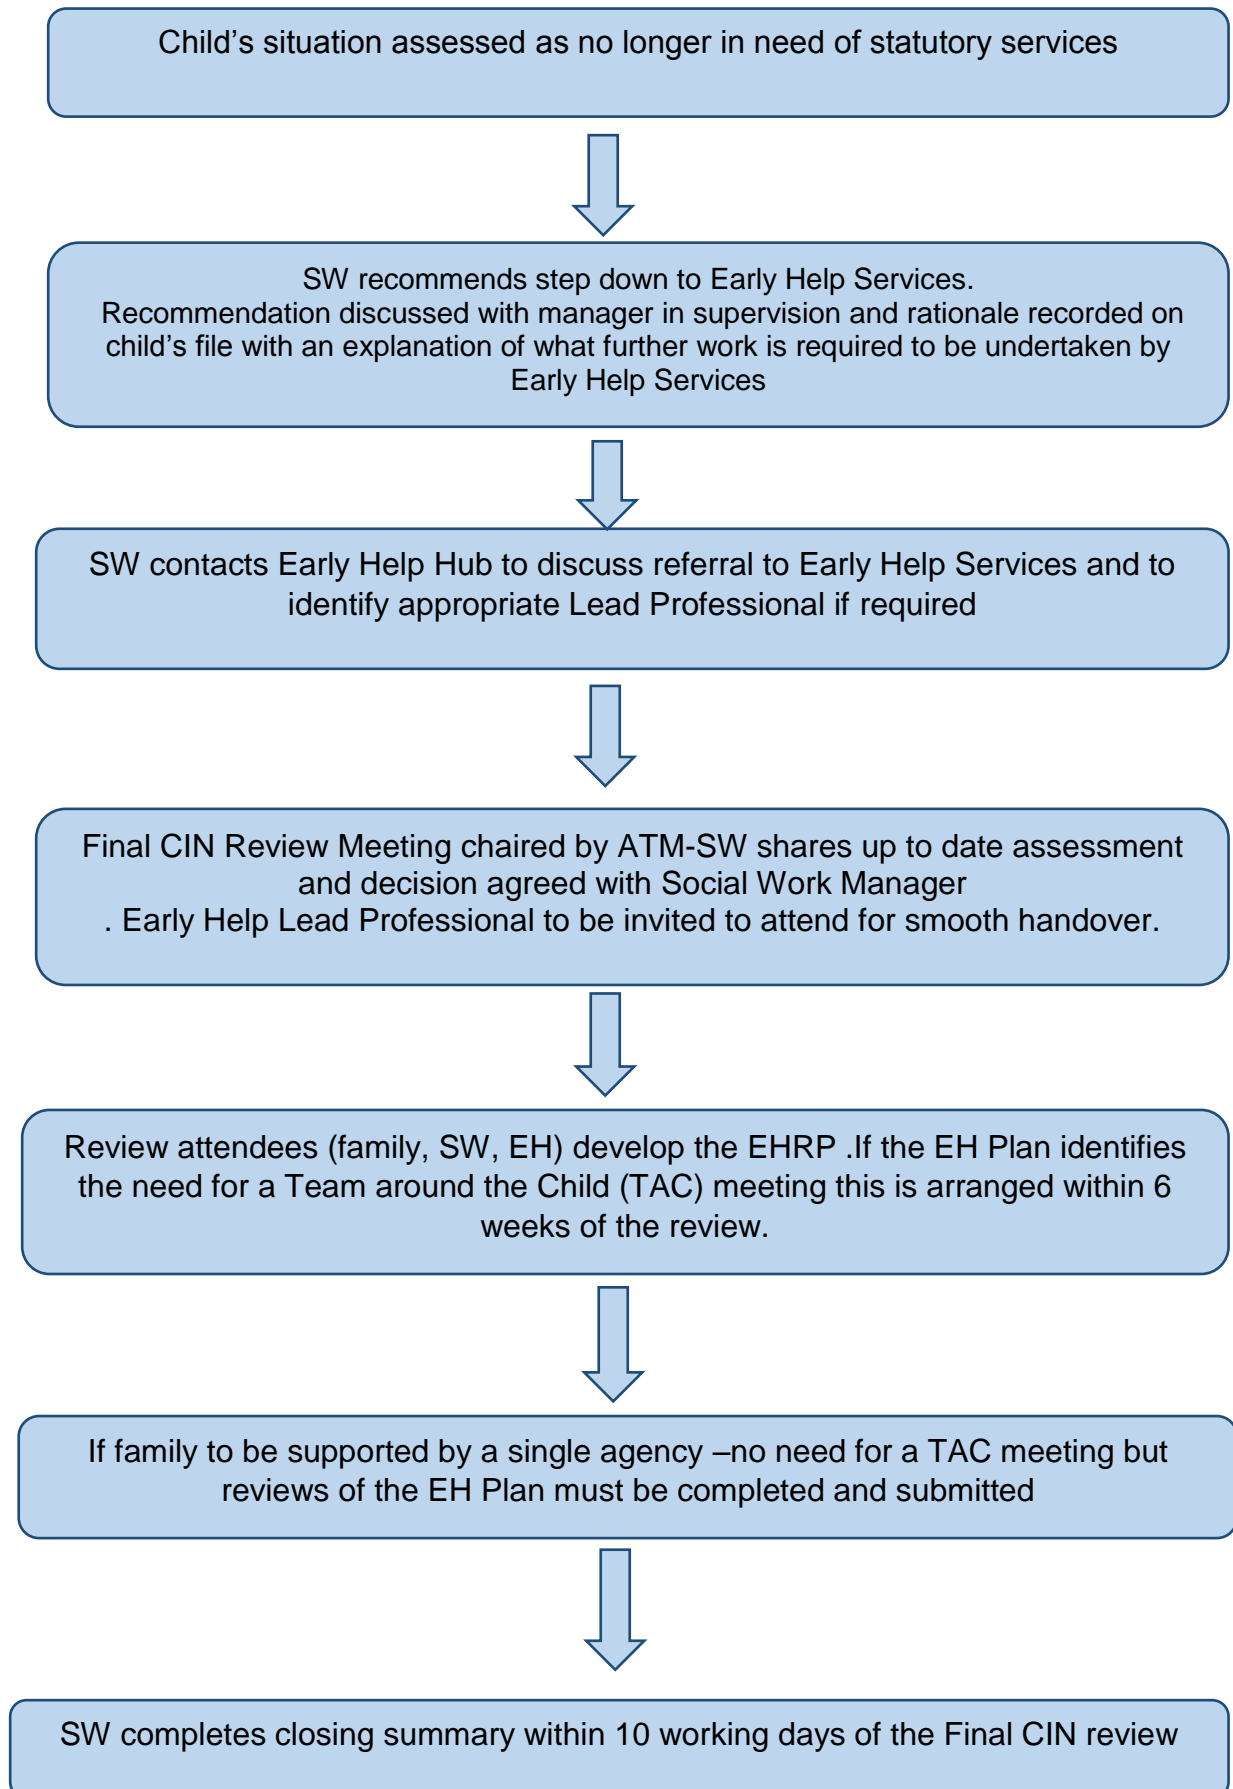 Child’s situation assessed as no longer in need of statutory services
SW recommends step down to Early Help Services.
Recommendation discussed with manager in supervision and rationale recorded on
child’s file with an explanation of what further work is required to be undertaken by
Early Help Services
SW contacts Early Help Hub to discuss referral to Early Help Services and to
identify appropriate Lead Professional if required
Final CIN Review Meeting chaired by ATM-SW shares up to date assessment
and decision agreed with Social Work Manager
. Early Help Lead Professional to be invited to attend for smooth handover.
Review attendees (family, SW, EH) develop the EHRP .If the EH Plan identifies
the need for a Team around the Child (TAC) meeting this is arranged within 6
weeks of the review.
If family to be supported by a single agency –no need for a TAC meeting but
reviews of the EH Plan must be completed and submitted
SW completes closing summary within 10 working days of the Final CIN review